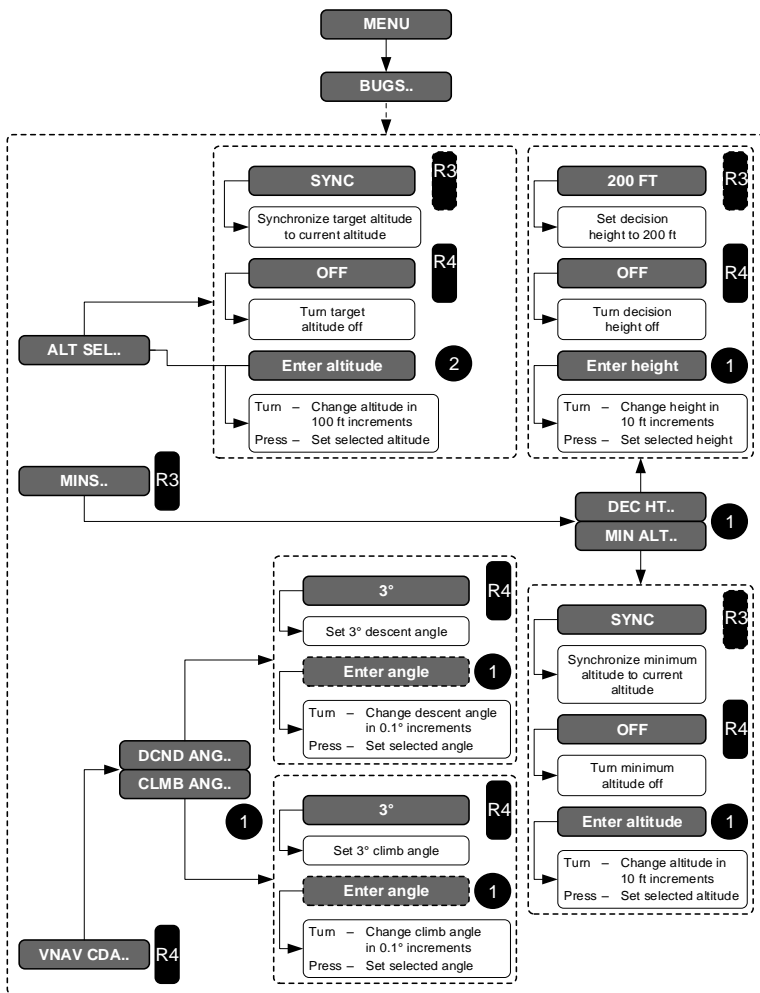 MENU
BUGS..
ALT SEL..
SYNC
R3
Synchronize target altitude
to current altitude
OFF
R4
Turn target
altitude off
Enter altitude
2
Turn – Change altitude in
100 ft increments
Press – Set selected altitude
200 FT
R3
Set decision
height to 200 ft
OFF
R4
Turn decision
height off
Enter height
1
Turn – Change height in
10 ft increments
Press – Set selected height
MINS..
R3
DEC HT..
MIN ALT..
1
SYNC
R3
Synchronize minimum
altitude to current
altitude
OFF
R4
Turn minimum
altitude off
Enter altitude
1
Turn – Change altitude in
10 ft increments
Press – Set selected altitude
3°
R4
Set 3° descent angle
Enter angle
1
Turn – Change descent angle
in 0.1° increments
Press – Set selected angle
DCND ANG..
CLMB ANG..
1
3°
R4
Set 3° climb angle
Enter angle
1
Turn – Change climb angle
in 0.1° increments
Press – Set selected angle
VNAV CDA..
R4